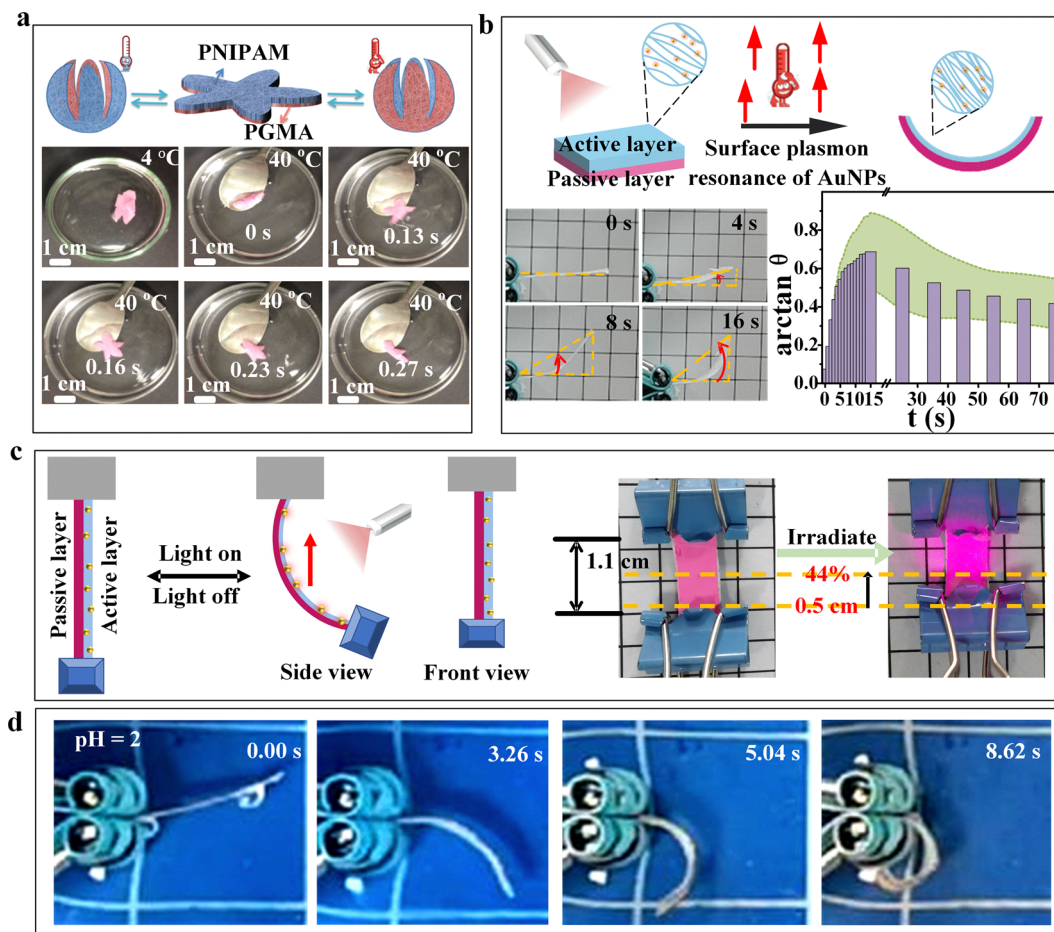 a
PNIPAM
PGMA
4 °C
1 cm
40 °C
0 s
1 cm
40 °C
0.13 s
1 cm
40 °C
0.16 s
1 cm
40 °C
0.23 s
1 cm
40 °C
0.27 s
1 cm
b
Active layer
Passive layer
Surface plasmon
resonance of AuNPs
0 s
4 s
8 s
16 s
arctan θ
0.8
0.6
0.4
0.2
0.0
0 5 10 15 30 40 50 60 70
t (s)
c
Passive layer
Active layer
Light on
Light off
Side view
Front view
1.1 cm
Irradiate
44%
0.5 cm
d
pH = 2
0.00 s
3.26 s
5.04 s
8.62 s